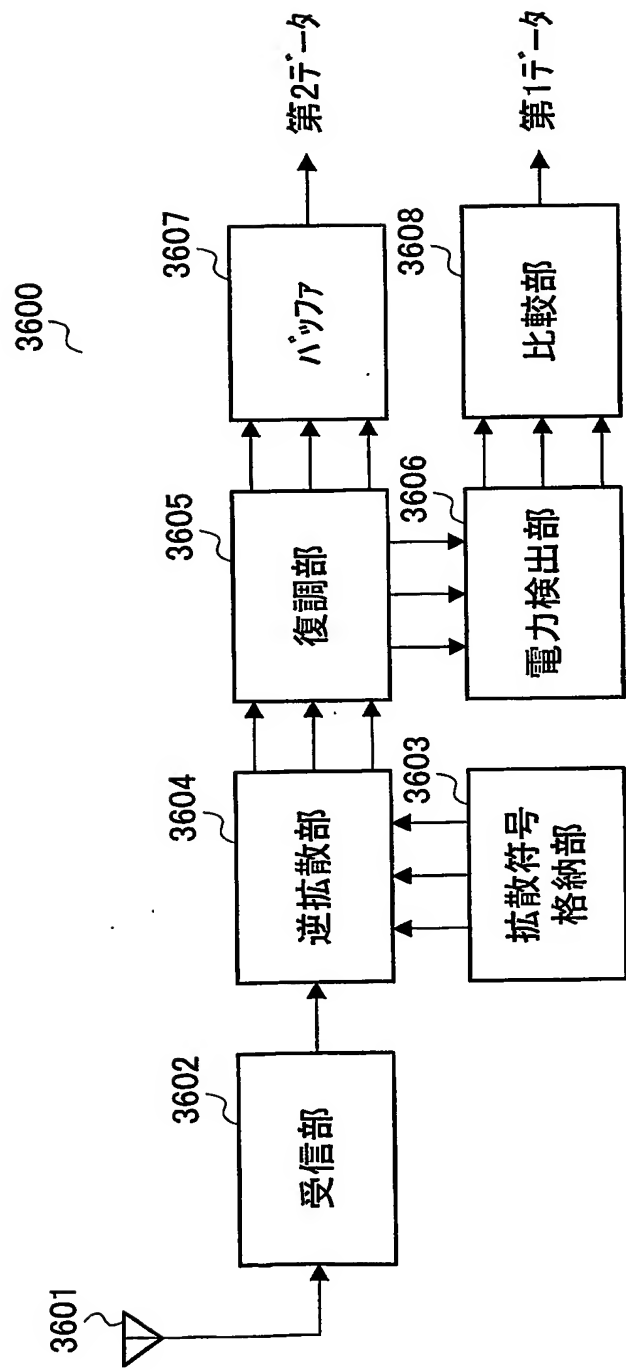 3600
3601
3602
受信部
3604
逆拡散部
3603
拡散符号
格納部
3605
復調部
3606
電力検出部
3607
バッファ
第2データ
3608
比較部
第1データ